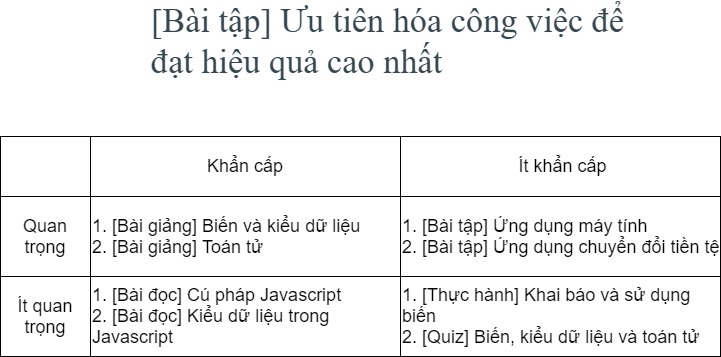 [Bài tập] Ưu tiên hóa công việc để
đạt hiệu quả cao nhất
Khẩn cấp
Ít khẩn cấp
Quan
trọng
1. [Bài giảng] Biến và kiểu dữ liệu
2. [Bài giảng] Toán tử
1. [Bài tập] Ứng dụng máy tính
2. [Bài tập] Ứng dụng chuyển đổi tiền tệ
Ít quan
trọng
1. [Bài đọc] Cú pháp Javascript
2. [Bài đọc] Kiểu dữ liệu trong
Javascript
1. [Thực hành] Khai báo và sử dụng
biến
2. [Quiz] Biến, kiểu dữ liệu và toán tử